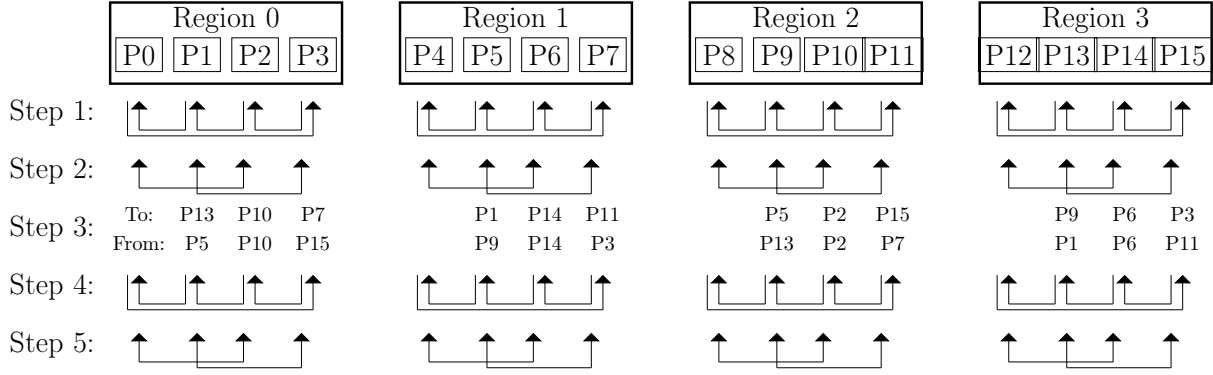 Region 0 Region 1 Region 2 Region 3
P0 P1 P2 P3 P4 P5 P6 P7 P8 P9 P10 P11 P12 P13 P14 P15
Step 1:
Step 2:
Step 3:
To: P13 P10 P7 P1 P14 P11 P5 P2 P15 P9 P6 P3
From: P5 P10 P15 P9 P14 P3 P13 P2 P7 P1 P6 P11
Step 4:
Step 5: